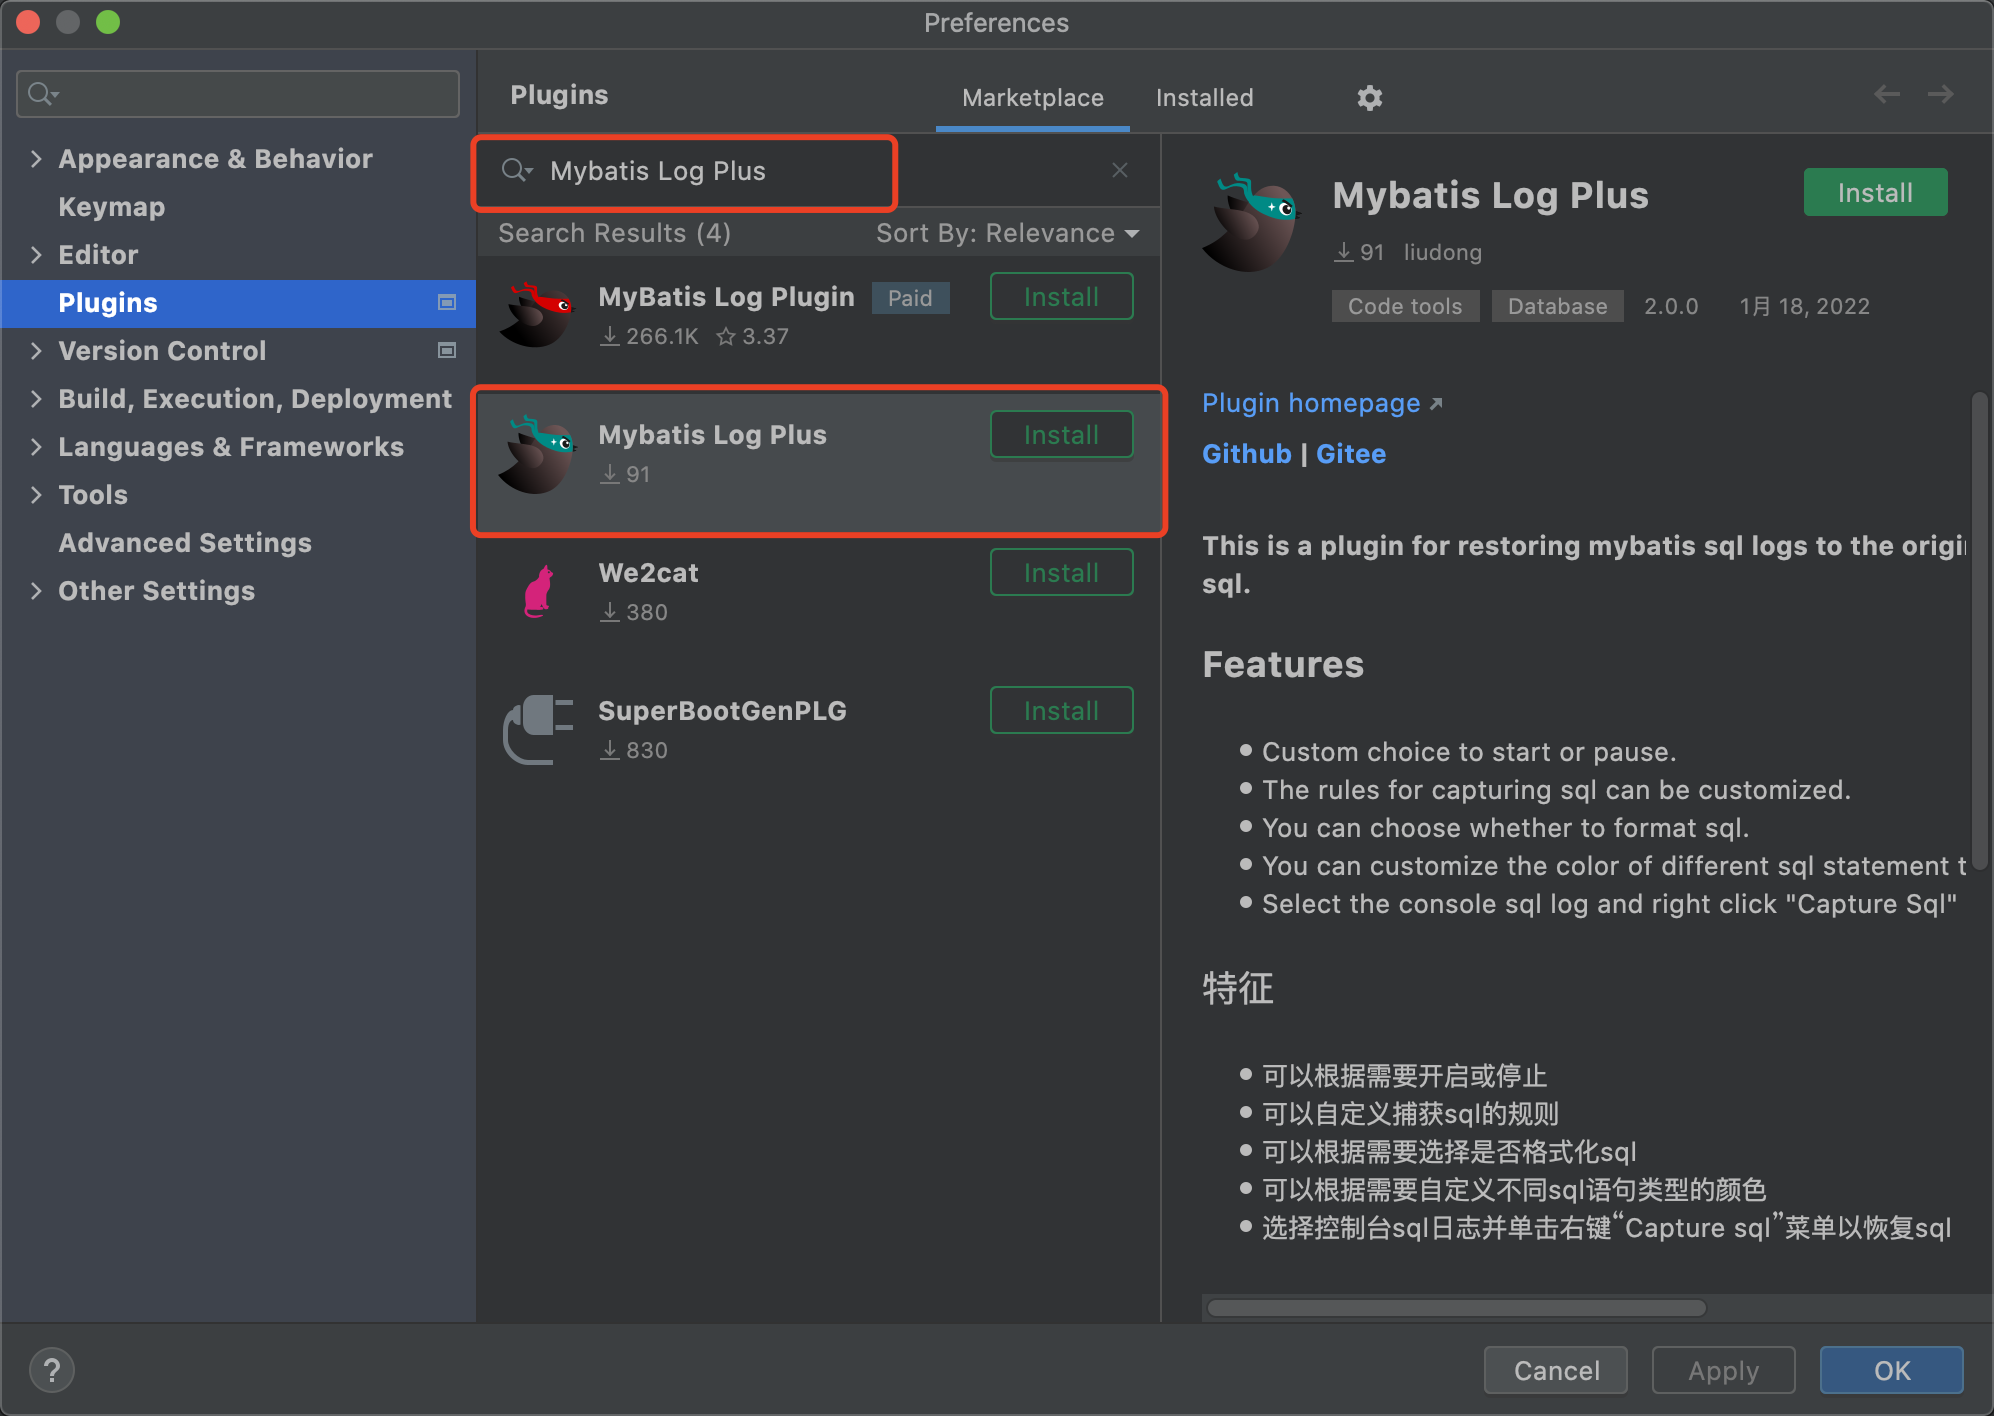 Preferences
Appearance & Behavior
Keymap
Editor
Plugins
Version Control
Build, Execution, Deployment
Languages & Frameworks
Tools
Advanced Settings
Other Settings
Plugins
Marketplace
Installed
Mybatis Log Plus
Search Results (4)
Sort By: Relevance
MyBatis Log Plugin
Paid
Install
266.1K
3.37
Mybatis Log Plus
Install
91
We2cat
Install
380
SuperBootGenPLG
Install
830
Mybatis Log Plus
Install
91 liudong
Code tools
Database
2.0.0
1月 18, 2022
Plugin homepage
Github | Gitee
This is a plugin for restoring mybatis sql logs to the origi
sql.
Features
Custom choice to start or pause.
The rules for capturing sql can be customized.
You can choose whether to format sql.
You can customize the color of different sql statement t
Select the console sql log and right click "Capture Sql"
特征
可以根据需要开启或停止
可以自定义捕获sql的规则
可以根据需要选择是否格式化sql
可以根据需要自定义不同sql语句类型的颜色
选择控制台sql日志并单击右键“Capture sql”菜单以恢复sql
?
Cancel
Apply
OK